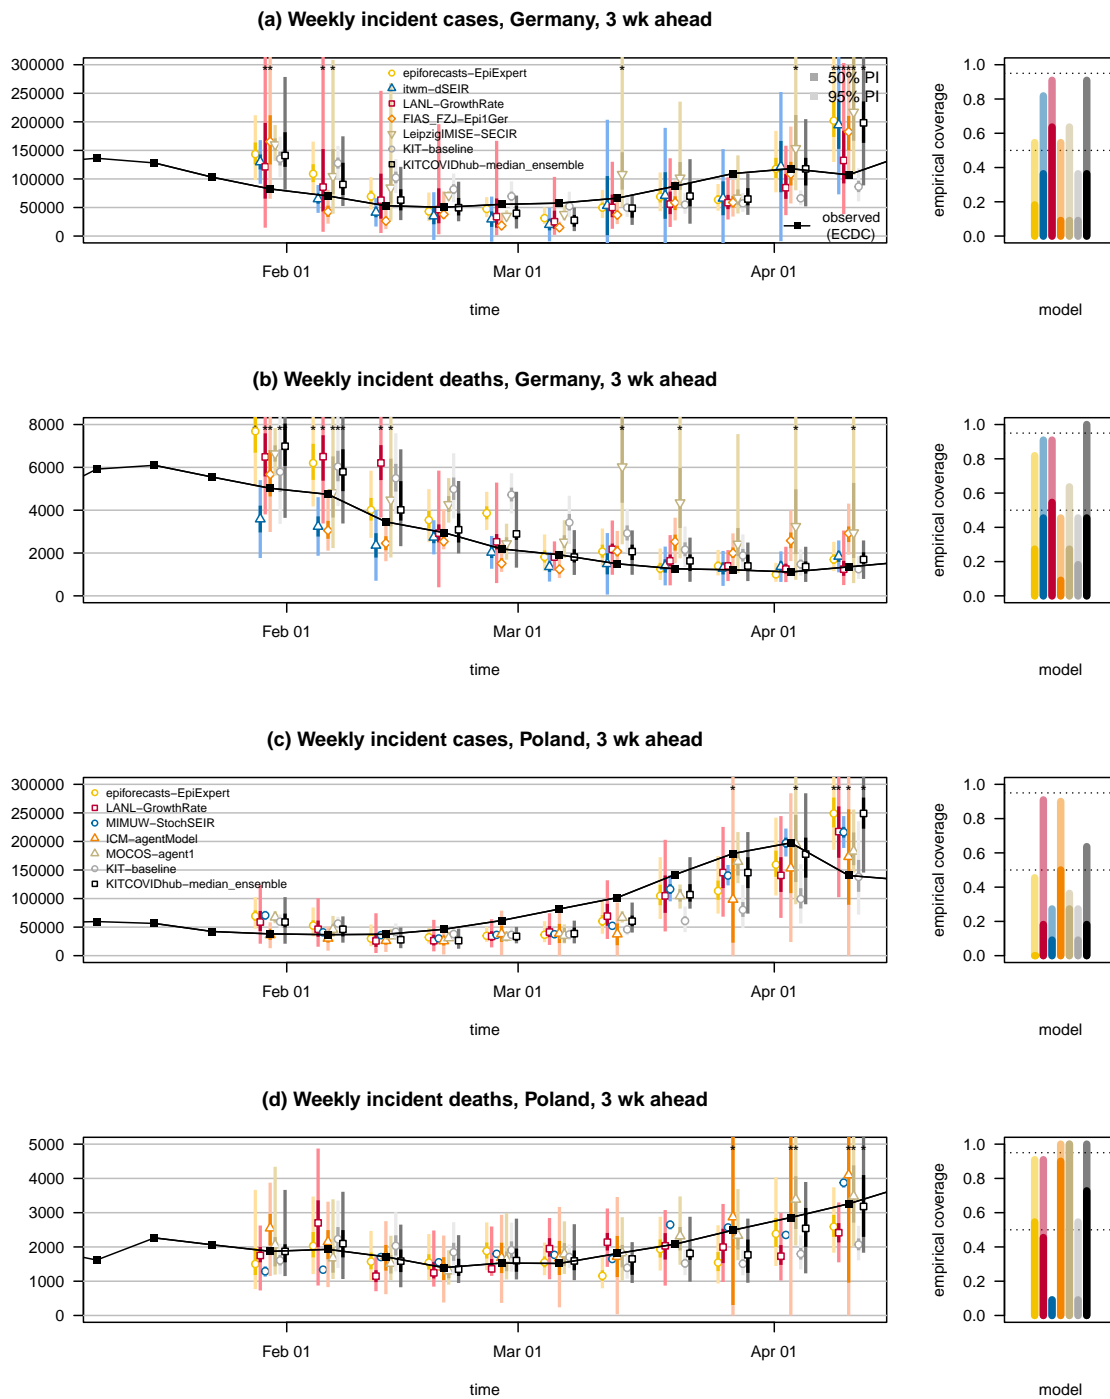 (a) Weekly incident cases, Germany, 3 wk ahead
300000
250000
200000
150000
100000
50000
0
epiforecasts−EpiExpert
itwm−dSEIR
LANL−GrowthRate
FIAS_FZJ−Epi1Ger
LeipzigIMISE−SECIR
KIT−baseline
KITCOVIDhub−median_ensemble
50% PI
95% PI
observed
(ECDC)
Feb 01
Mar 01
Apr 01
time
empirical coverage
1.0
0.8
0.6
0.4
0.2
0.0
model
(b) Weekly incident deaths, Germany, 3 wk ahead
8000
6000
4000
2000
0
Feb 01
Mar 01
Apr 01
time
empirical coverage
1.0
0.8
0.6
0.4
0.2
0.0
model
(c) Weekly incident cases, Poland, 3 wk ahead
300000
250000
200000
150000
100000
50000
0
epiforecasts−EpiExpert
LANL−GrowthRate
MIMUW−StochSEIR
ICM−agentModel
MOCOS−agent1
KIT−baseline
KITCOVIDhub−median_ensemble
Feb 01
Mar 01
Apr 01
time
empirical coverage
1.0
0.8
0.6
0.4
0.2
0.0
model
(d) Weekly incident deaths, Poland, 3 wk ahead
5000
4000
3000
2000
1000
0
Feb 01
Mar 01
Apr 01
time
empirical coverage
1.0
0.8
0.6
0.4
0.2
0.0
model